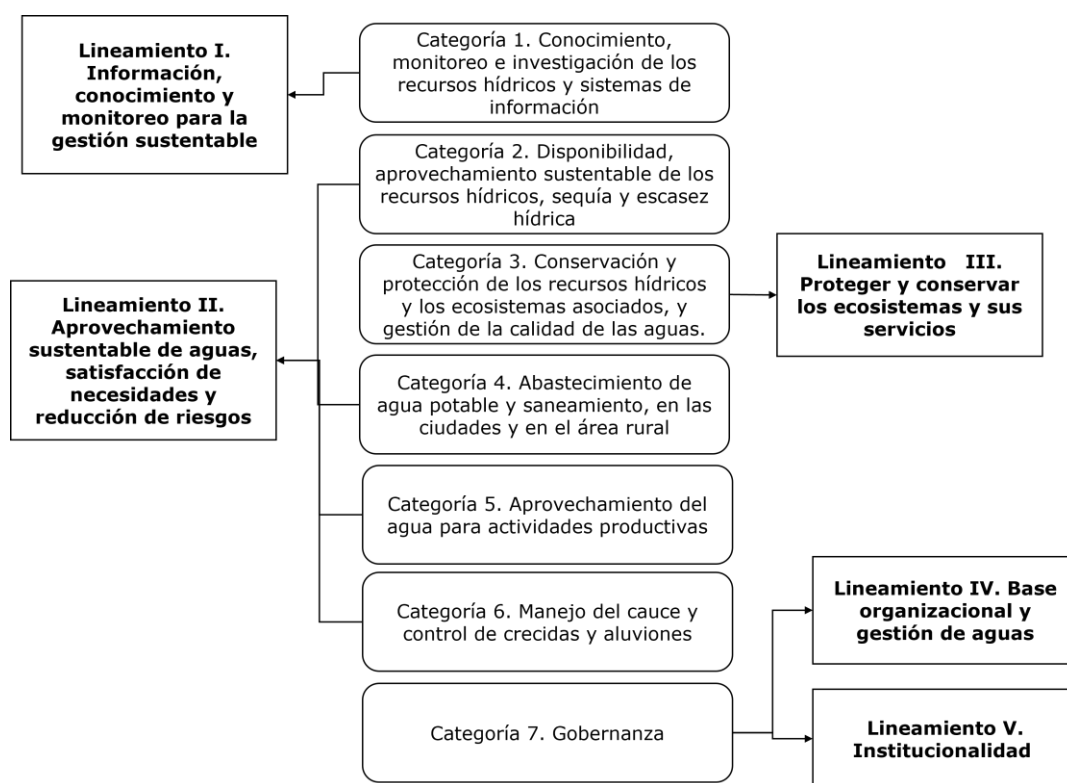 Lineamiento I.
Información,
conocimiento y
monitoreo para la
gestión sustentable
Categoría 1. Conocimiento,
monitoreo e investigación de los
recursos hídricos y sistemas de
información
Categoría 2. Disponibilidad,
aprovechamiento sustentable de los
recursos hídricos, sequía y escasez
hídrica
Categoría 3. Conservación y
protección de los recursos hídricos
y los ecosistemas asociados, y
gestión de la calidad de las aguas.
Lineamiento III.
Proteger y conservar
los ecosistemas y sus
servicios
Lineamiento II.
Aprovechamiento
sustentable de aguas,
satisfacción de
necesidades y
reducción de riesgos
Categoría 4. Abastecimiento de
agua potable y saneamiento, en las
ciudades y en el área rural
Categoría 5. Aprovechamiento del
agua para actividades productivas
Categoría 6. Manejo del cauce y
control de crecidas y aluviones
Lineamiento IV. Base
organizacional y
gestión de aguas
Categoría 7. Gobernanza
Lineamiento V.
Institucionalidad